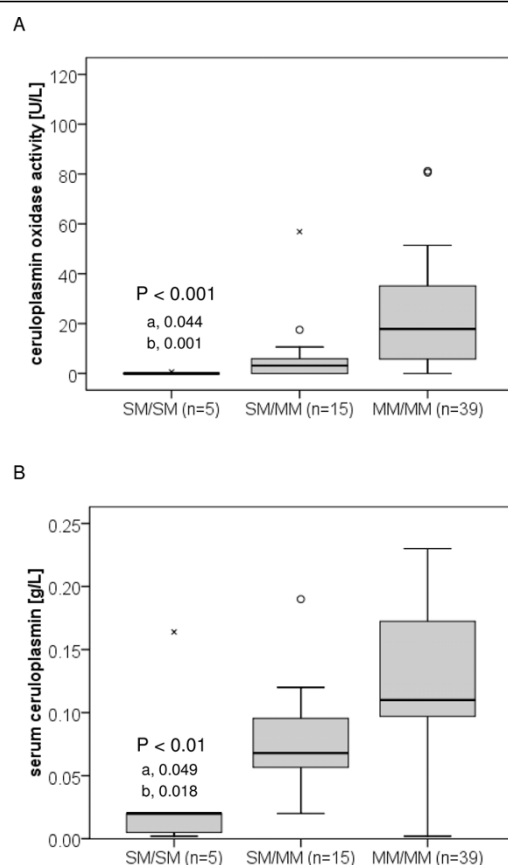 A
ceruloplasmin oxidase activity [U/L]
120
100
80
60
40
20
0
P < 0.001
a, 0.044
b, 0.001
SM/SM (n=5) SM/MM (n=15) MM/MM (n=39)
B
serum ceruloplasmin [g/L]
0.25
0.20
0.15
0.10
0.05
0.00
P < 0.01
a, 0.049
b, 0.018
SM/SM (n=5) SM/MM (n=15) MM/MM (n=39)